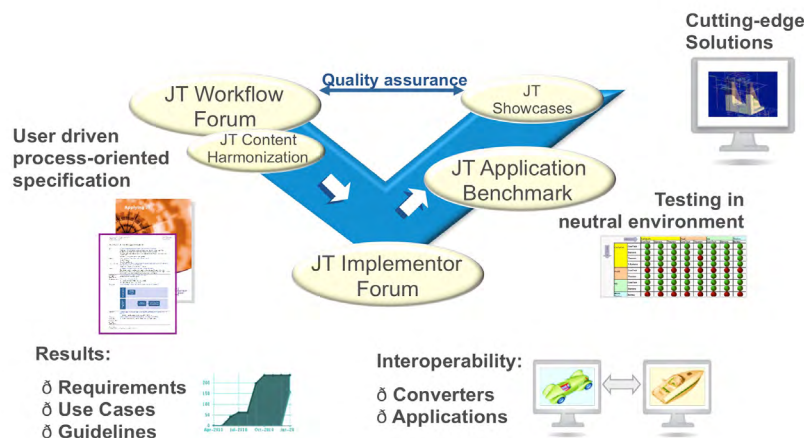 Cutting-edge
Solutions
Quality assurance
JT Workflow
Forum
JT
Showcases
JT Content
Harmonization
User driven
process-oriented
specification
JT Application
Benchmark
Testing in
neutral environment
JT Implementor
Forum
Results:
ð Requirements
ð Use Cases
ð Guidelines
Interoperability:
ð Converters
ð Applications